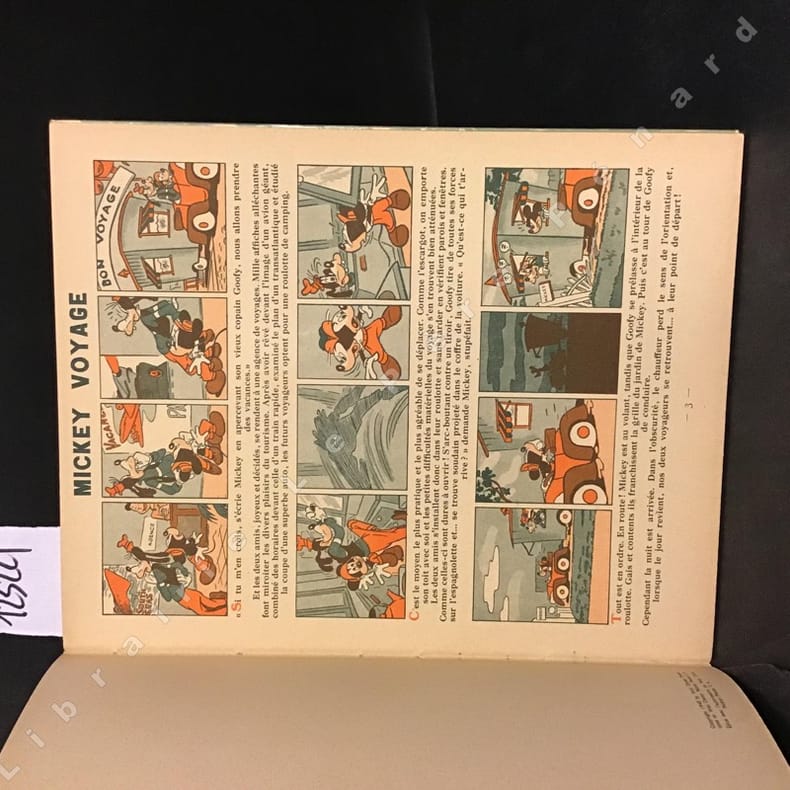 MICKEY VOYAGE
AGENCE
VACANC
BON VOYAGE
« Si tu m'en crois, s'écrie Mickey en apercevant son vieux copain Goofy, nous allons prendre
des vacances.»
Et les deux amis, joyeux et décidés, se rendent à une agence de voyages. Mille affiches alléchantes
font miroiter les divers plaisirs du tourisme. Après avoir rêvé devant l'image d'un avion géant,
combiné des horaires devant celle d'un train rapide, examiné le plan d'un transatlantique et étudié
la coupe d'une superbe auto, les futurs voyageurs optent pour une roulotte de camping.
C'est le moyen le plus pratique et le plus agréable de se déplacer. Comme l'escargot, on emporte
son toit avec soi et les petites difficultés matérielles du voyage s'en trouvent bien atténuées.
Les deux amis s'installent donc dans leur roulotte et sans tarder en vérifient parois et fenêtres.
Comme celles-ci sont dures à ouvrir! S'arc-boutant contre un tiroir, Goofy tire de toutes ses forces
sur l'espagnolette et... se trouve soudain projeté dans le coffre de la voiture. « Qu'est-ce qui t'ar-
rive? » demande Mickey, stupéfait.
Tout est en ordre. En route! Mickey est au volant, tandis que Goofy se prélasse à l'intérieur de la
roulotte. Gais et contents ils franchissent la grille du jardin de Mickey. Puis c'est au tour de Goofy
de conduire.
Cependant la nuit est arrivée. Dans l'obscurité, le chauffeur perd le sens de l'orientation et,
lorsque le jour revient, nos deux voyageurs se retrouvent... à leur point de départ!
— 3 —
12521